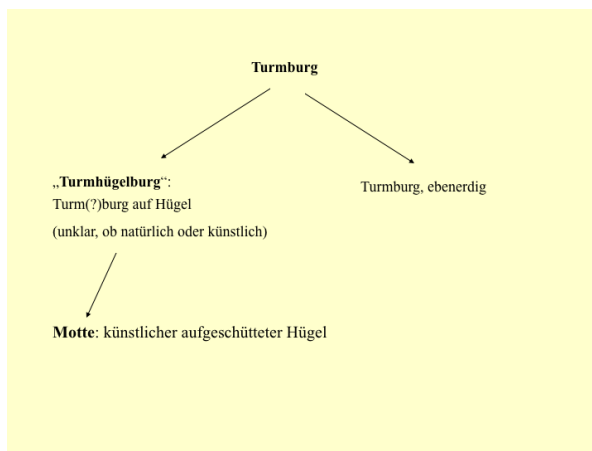 Turmburg
„Turmhügelburg“:
Turm(?)burg auf Hügel
(unklar, ob natürlich oder künstlich)
Turmburg, ebenerdig
Motte: künstlicher aufgeschütteter Hügel